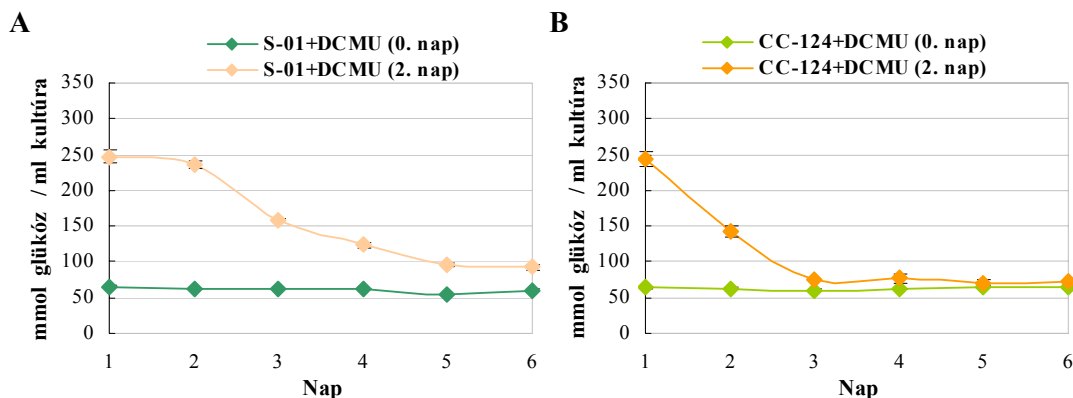 A
S-01+DCMU (0. nap)
S-01+DCMU (2. nap)
mmol glükóz / ml kultúra
350
300
250
200
150
100
50
0
1 2 3 4 5 6
Nap
B
CC-124+DCMU (0. nap)
CC-124+DCMU (2. nap)
mmol glükóz / ml kultúra
350
300
250
200
150
100
50
0
1 2 3 4 5 6
Nap